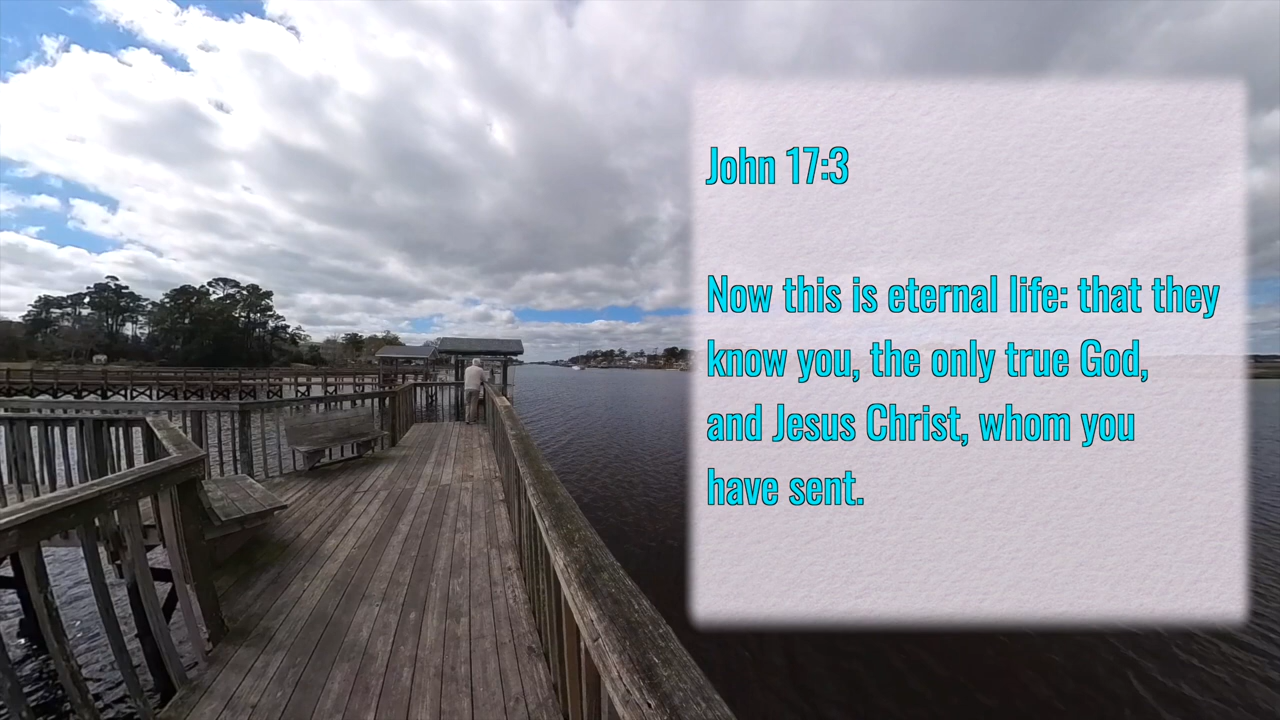 John 17:3
Now this is eternal life: that they
know you, the only true God,
and Jesus Christ, whom you
have sent.